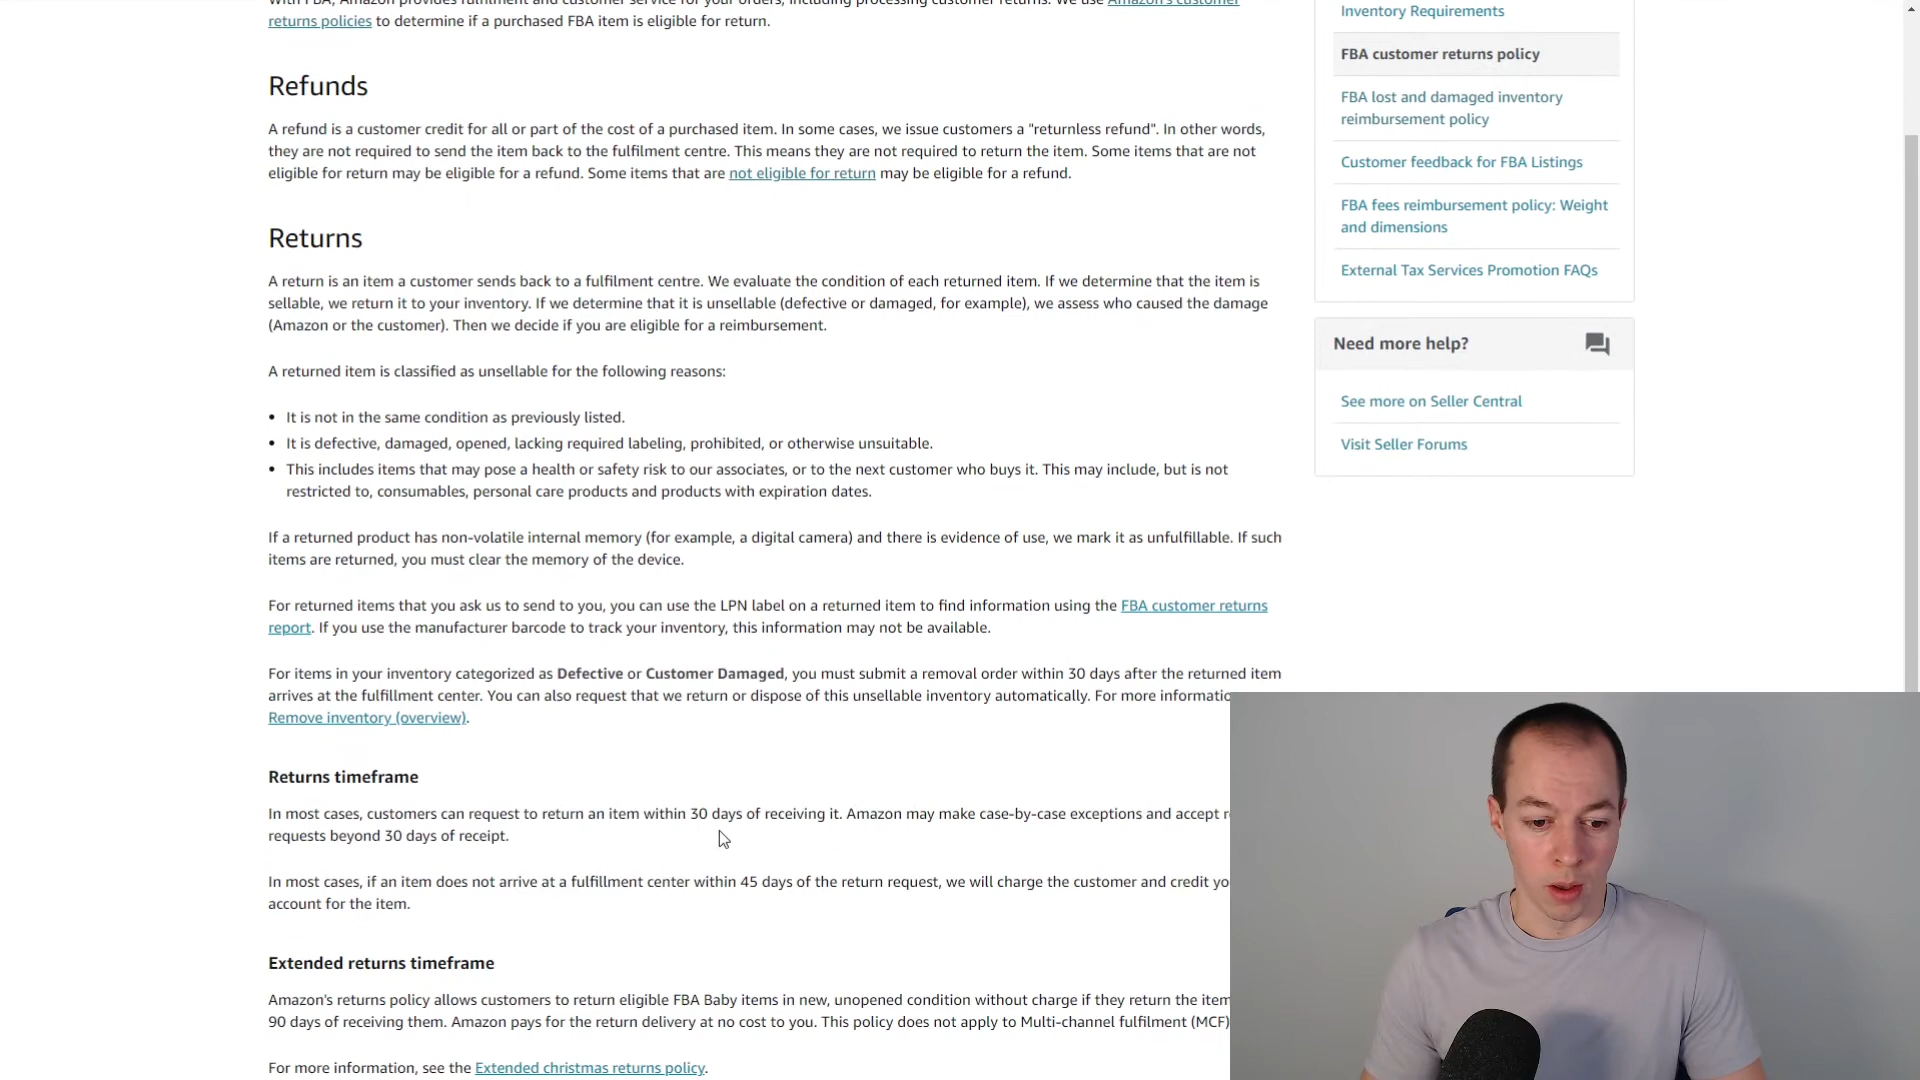 With FBA, Amazon provides fulfilment and customer service for your orders, including processing customer returns. We use Amazon's customer
returns policies to determine if a purchased FBA item is eligible for return.
Refunds
A refund is a customer credit for all or part of the cost of a purchased item. In some cases, we issue customers a "returnless refund". In other words,
they are not required to send the item back to the fulfilment centre. This means they are not required to return the item. Some items that are not
eligible for return may be eligible for a refund. Some items that are not eligible for return may be eligible for a refund.
Returns
A return is an item a customer sends back to a fulfilment centre. We evaluate the condition of each returned item. If we determine that the item is
sellable, we return it to your inventory. If we determine that it is unsellable (defective or damaged, for example), we assess who caused the damage
(Amazon or the customer). Then we decide if you are eligible for a reimbursement.
A returned item is classified as unsellable for the following reasons:
• It is not in the same condition as previously listed.
• It is defective, damaged, opened, lacking required labeling, prohibited, or otherwise unsuitable.
• This includes items that may pose a health or safety risk to our associates, or to the next customer who buys it. This may include, but is not
restricted to, consumables, personal care products and products with expiration dates.
If a returned product has non-volatile internal memory (for example, a digital camera) and there is evidence of use, we mark it as unfulfillable. If such
items are returned, you must clear the memory of the device.
For returned items that you ask us to send to you, you can use the LPN label on a returned item to find information using the FBA customer returns
report. If you use the manufacturer barcode to track your inventory, this information may not be available.
For items in your inventory categorized as Defective or Customer Damaged, you must submit a removal order within 30 days after the returned item
arrives at the fulfillment center. You can also request that we return or dispose of this unsellable inventory automatically. For more
Remove inventory (overview).
Returns timeframe
In most cases, customers can request to return an item within 30 days of receiving it. Amazon may make case-by-case exceptions and accept
requests beyond 30 days of receipt.
In most cases, if an item does not arrive at a fulfillment center within 45 days of the return request, we will charge the customer and credit
account for the item.
Extended returns timeframe
Amazon's returns policy allows customers to return eligible FBA Baby items in new, unopened condition without charge if they return the item
90 days of receiving them. Amazon pays for the return delivery at no cost to you. This policy does not apply to Multi-channel fulfilment (MCF)
For more information, see the Extended christmas returns policy.
Inventory Requirements
FBA customer returns policy
FBA lost and damaged inventory
reimbursement policy
Customer feedback for FBA Listings
FBA fees reimbursement policy: Weight
and dimensions
External Tax Services Promotion FAQs
Need more help?
See more on Seller Central
Visit Seller Forums